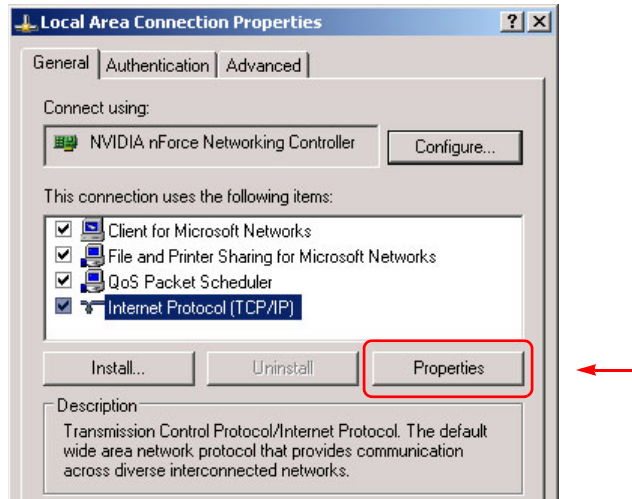 Local Area Connection Properties
General Authentication Advanced
Connect using:
NVIDIA nForce Networking Controller Configure...
This connection uses the following items:
Client for Microsoft Networks
File and Printer Sharing for Microsoft Networks
QoS Packet Scheduler
Internet Protocol (TCP/IP)
Install... Uninstall Properties
Description
Transmission Control Protocol/Internet Protocol. The default
wide area network protocol that provides communication
across diverse interconnected networks.